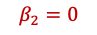 β₂ = 0